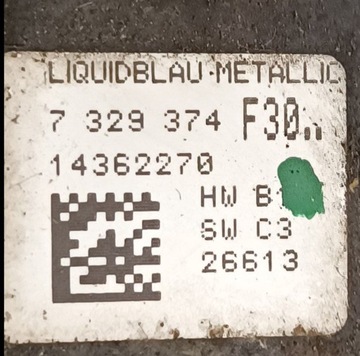 LIQUIDBLAU METALLIC
7 329 374 F30
14362270
HW B1
SW C3
26613